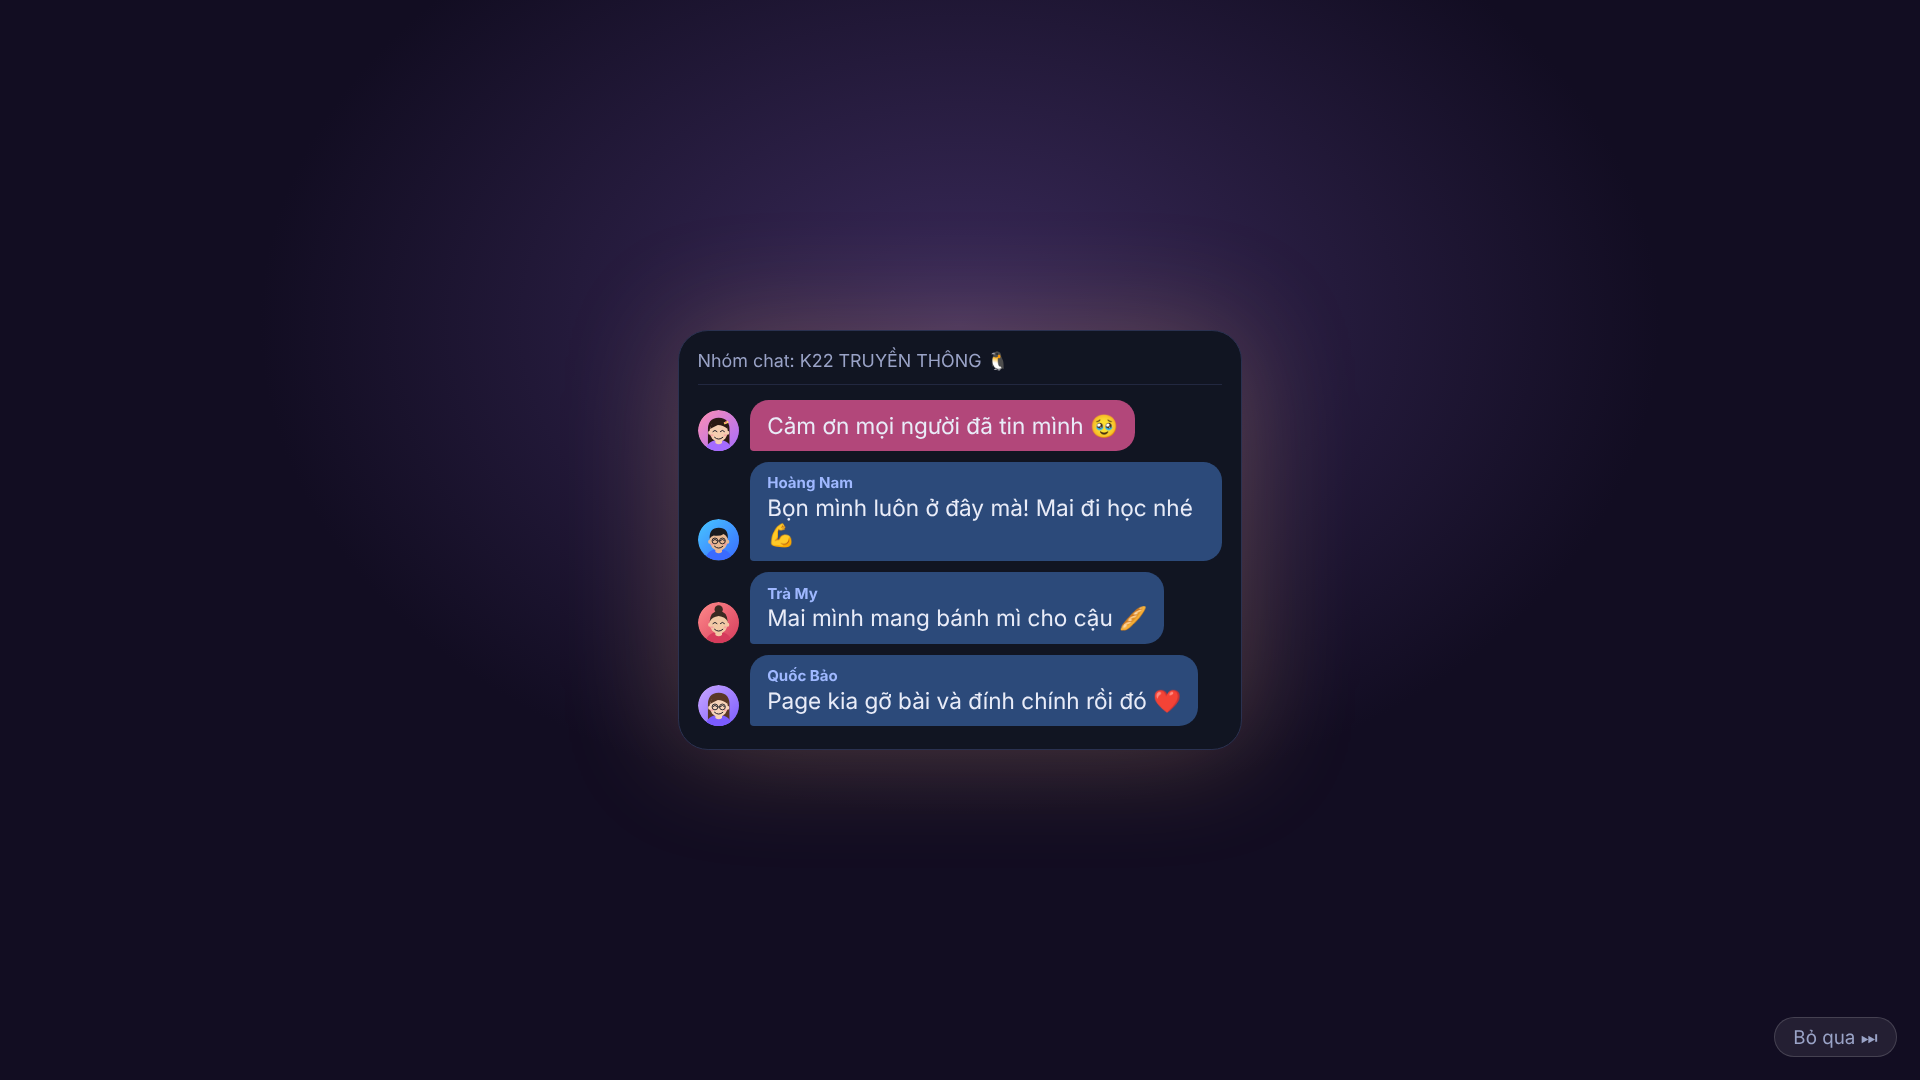 Nhóm chat: K22 TRUYỀN THÔNG 🐧
Cảm ơn mọi người đã tin mình 🥹
Hoàng Nam
Bọn mình luôn ở đây mà! Mai đi học nhé
💪
Trà My
Mai mình mang bánh mì cho cậu 🥖
Quốc Bảo
Page kia gỡ bài và đính chính rồi đó ❤️
Bỏ qua ⏭